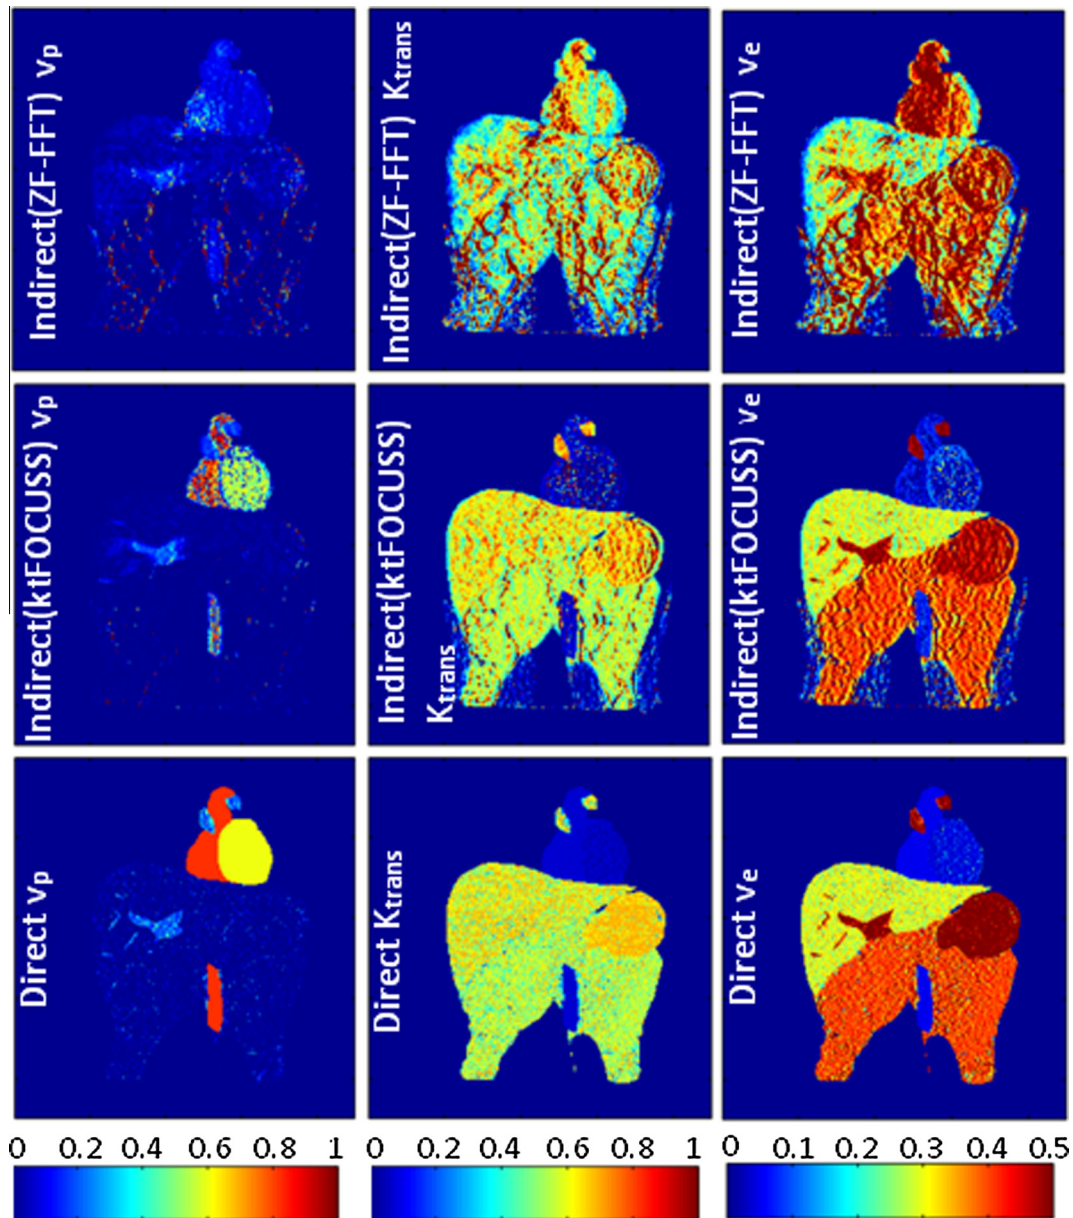 Indirect(ZF-FFT) vp
Indirect(ZF-FFT) Ktrans
Indirect(ZF-FFT) ve
Indirect(ktFOCUSS) vp
Indirect(ktFOCUSS)
Ktrans
Indirect(ktFOCUSS) ve
Direct vp
Direct Ktrans
Direct ve
0 0.2 0.4 0.6 0.8 1
0 0.2 0.4 0.6 0.8 1
0 0.1 0.2 0.3 0.4 0.5